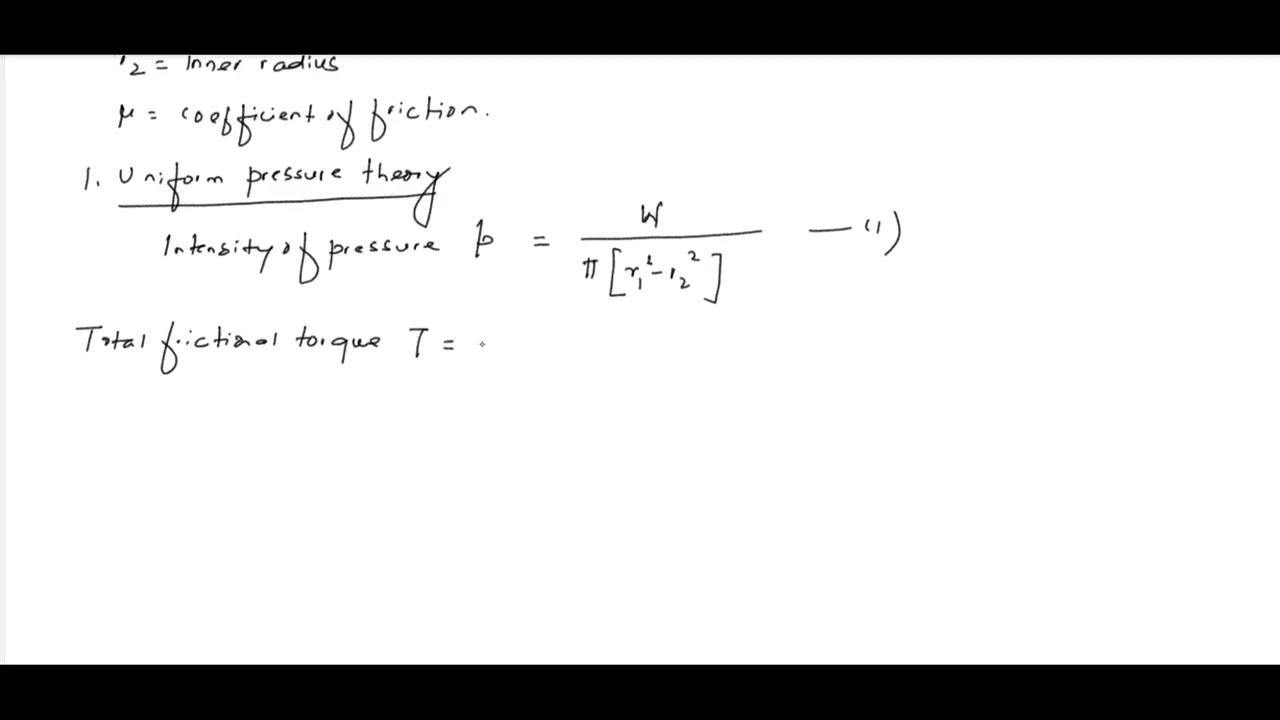 r2 = Inner radius
μ = coefficient of friction.
1. Uniform pressure theory
Intensity of pressure p = W / π[r₁² - r₂²] — (1)
Total frictional torque T =